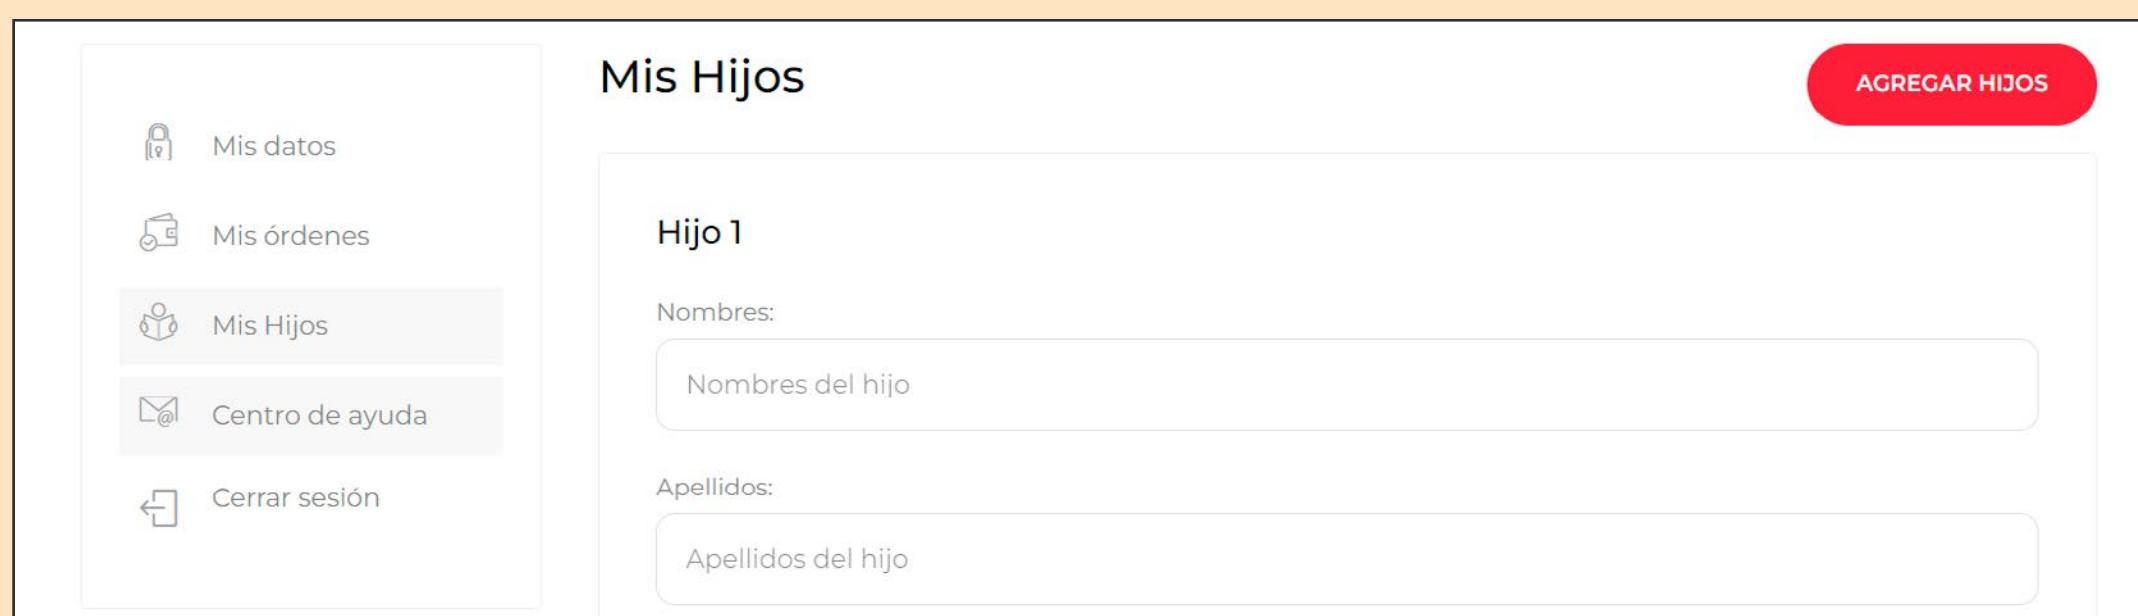 Mis datos
Mis órdenes
Mis Hijos
Centro de ayuda
Cerrar sesión
Mis Hijos
AGREGAR HIJOS
Hijo 1
Nombres:
Nombres del hijo
Apellidos:
Apellidos del hijo